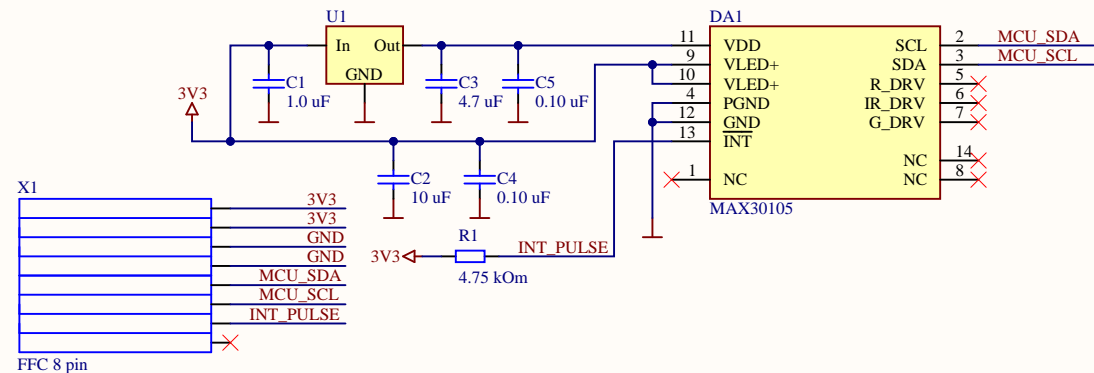 U1
In Out
GND
C1
1.0 uF
C3
4.7 uF
C5
0.10 uF
3V3
C2
10 uF
C4
0.10 uF
DA1
11 VDD
9 VLED+
10 VLED+
4 PGND
12 GND
13 INT
1 NC
SCL 2 MCU_SDA
SDA 3 MCU_SCL
R_DRV 5
IR_DRV 6
G_DRV 7
NC 14
NC 8
MAX30105
X1
3V3
3V3
GND
GND
MCU_SDA
MCU_SCL
INT_PULSE
FFC 8 pin
3V3
R1
4.75 kOm
INT_PULSE